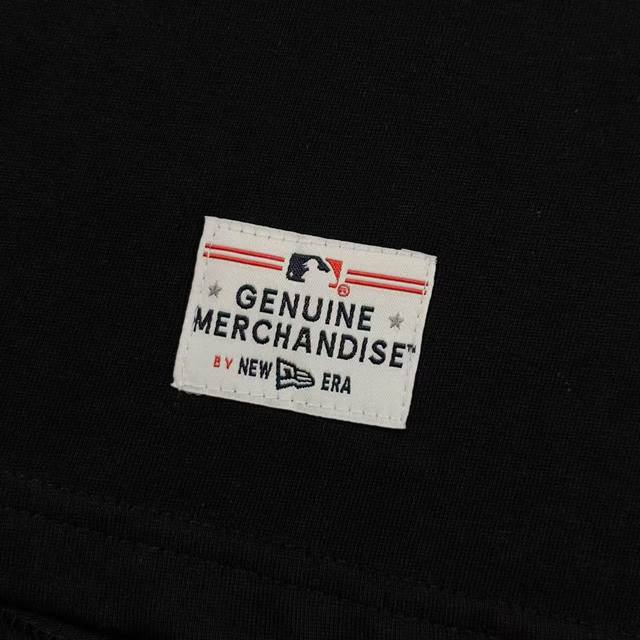 ®
GENUINE
MERCHANDISE™
BY NEW ERA